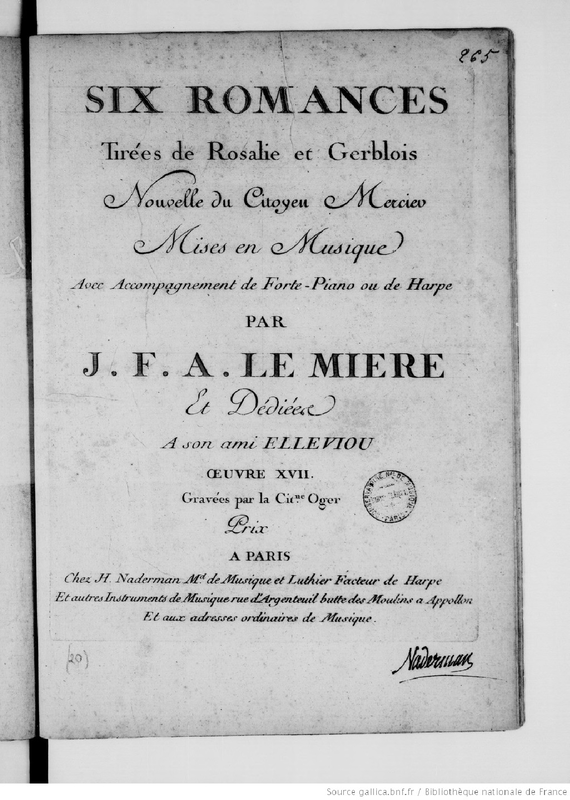 265
SIX ROMANCES
Tirées de Rosalie et Gerblois
Nouvelle du Citoyen Mercier
Mises en Musique
Avec Accompagnement de Forte-Piano ou de Harpe
PAR
J. F. A. LE MIERE
Et Dédiées
A son ami ELLEVIOU
ŒUVRE XVII.
Gravées par la Cit.ne Oger
Prix
A PARIS
Chez H. Naderman M.d de Musique et Luthier Facteur de Harpe
Et autres Instruments de Musique rue d'Argenteuil butte des Moulins a Appollon
Et aux adresses ordinaires de Musique.
(20)
Naderman
Source gallica.bnf.fr / Bibliothèque nationale de France